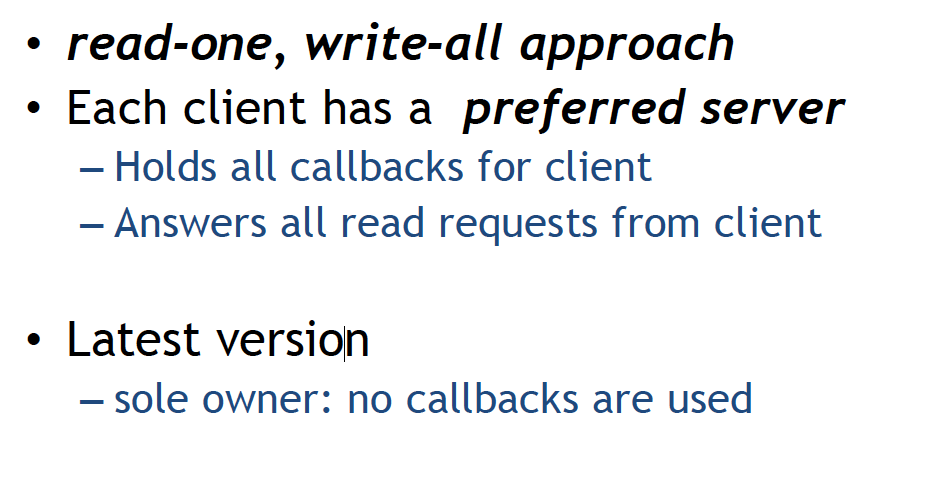 • read-one, write-all approach
• Each client has a preferred server
– Holds all callbacks for client
– Answers all read requests from client
• Latest version
– sole owner: no callbacks are used